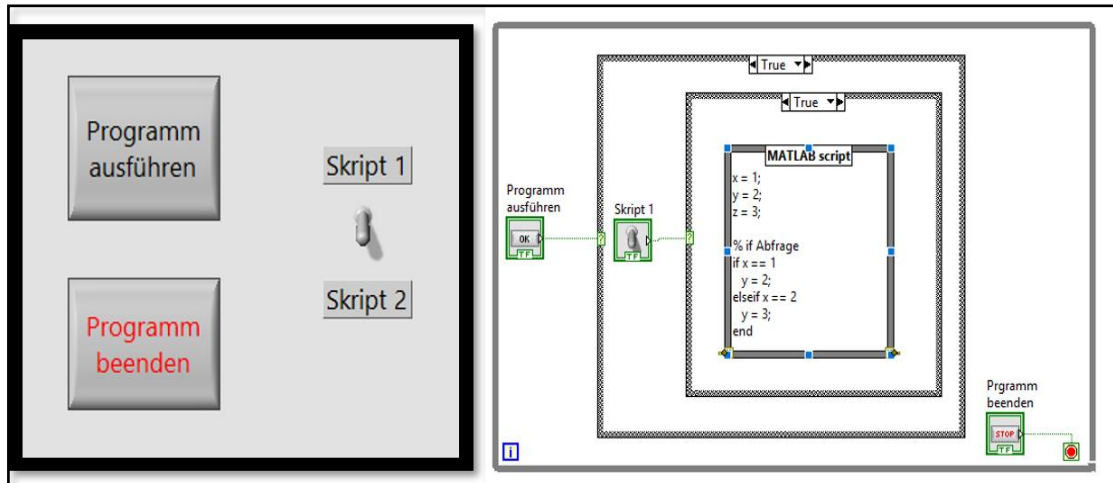 Programm
ausführen
Skript 1
Skript 2
Programm
beenden
True
True
MATLAB script
x = 1;
y = 2;
z = 3;
% if Abfrage
if x == 1
y = 2;
elseif x == 2
y = 3;
end
Programm
ausführen
OK
TF
?
Skript 1
TF
?
Prgramm
beenden
STOP
TF
i